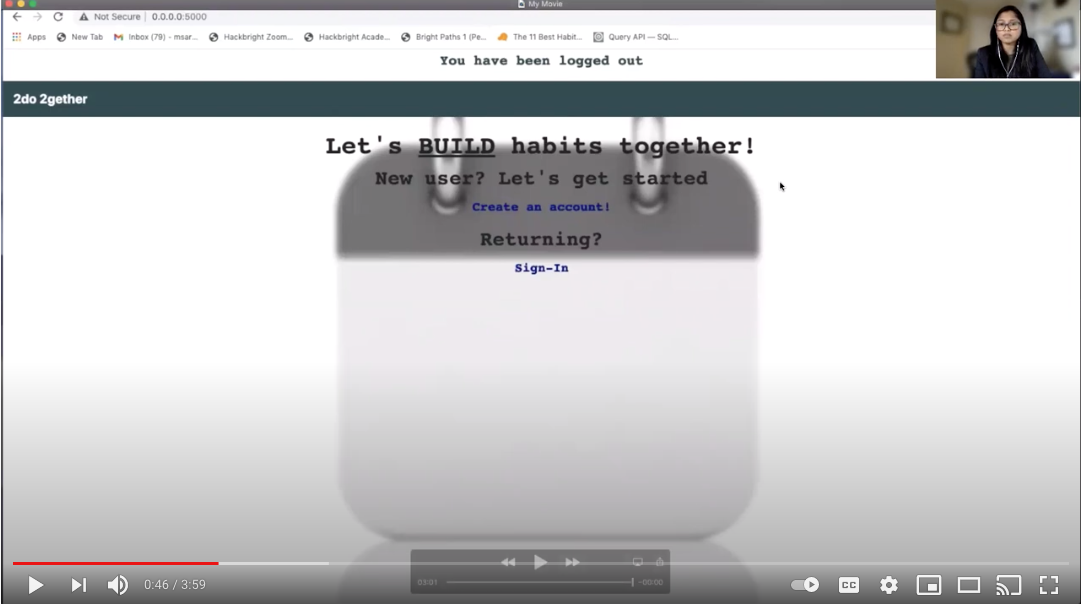 My Movie
Not Secure | 0.0.0.0:5000
Apps New Tab Inbox (79) - msar... Hackbright Zoom... Hackbright Acade... Bright Paths 1 (Pe... The 11 Best Habit... Query API — SQL...
You have been logged out
2do 2gether
Let's BUILD habits together!
New user? Let's get started
Create an account!
Returning?
Sign-In
03:01 -00:00
0:46 / 3:59 CC